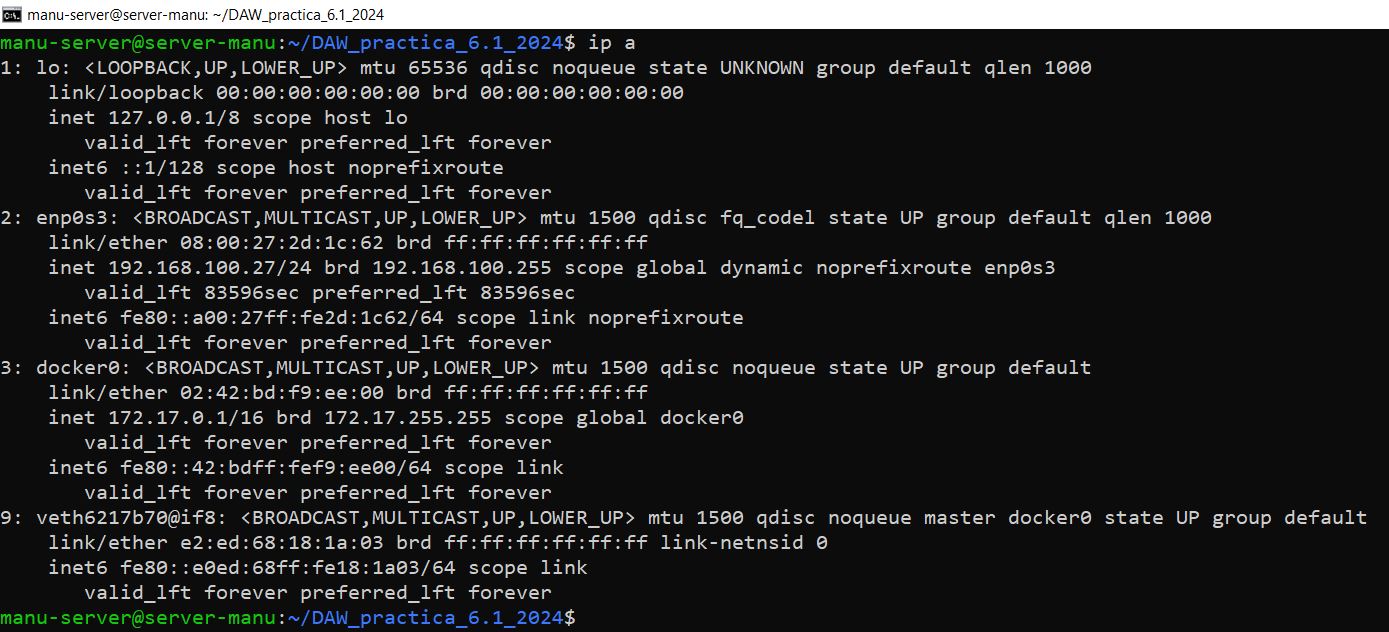 manu-server@server-manu: ~/DAW_practica_6.1_2024
manu-server@server-manu:~/DAW_practica_6.1_2024$ ip a
1: lo: <LOOPBACK,UP,LOWER_UP> mtu 65536 qdisc noqueue state UNKNOWN group default qlen 1000
link/loopback 00:00:00:00:00:00 brd 00:00:00:00:00:00
inet 127.0.0.1/8 scope host lo
valid_lft forever preferred_lft forever
inet6 ::1/128 scope host noprefixroute
valid_lft forever preferred_lft forever
2: enp0s3: <BROADCAST,MULTICAST,UP,LOWER_UP> mtu 1500 qdisc fq_codel state UP group default qlen 1000
link/ether 08:00:27:2d:1c:62 brd ff:ff:ff:ff:ff:ff
inet 192.168.100.27/24 brd 192.168.100.255 scope global dynamic noprefixroute enp0s3
valid_lft 83596sec preferred_lft 83596sec
inet6 fe80::a00:27ff:fe2d:1c62/64 scope link noprefixroute
valid_lft forever preferred_lft forever
3: docker0: <BROADCAST,MULTICAST,UP,LOWER_UP> mtu 1500 qdisc noqueue state UP group default
link/ether 02:42:bd:f9:ee:00 brd ff:ff:ff:ff:ff:ff
inet 172.17.0.1/16 brd 172.17.255.255 scope global docker0
valid_lft forever preferred_lft forever
inet6 fe80::42:bdff:fef9:ee00/64 scope link
valid_lft forever preferred_lft forever
9: veth6217b70@if8: <BROADCAST,MULTICAST,UP,LOWER_UP> mtu 1500 qdisc noqueue master docker0 state UP group default
link/ether e2:ed:68:18:1a:03 brd ff:ff:ff:ff:ff:ff link-netnsid 0
inet6 fe80::e0ed:68ff:fe18:1a03/64 scope link
valid_lft forever preferred_lft forever
manu-server@server-manu:~/DAW_practica_6.1_2024$